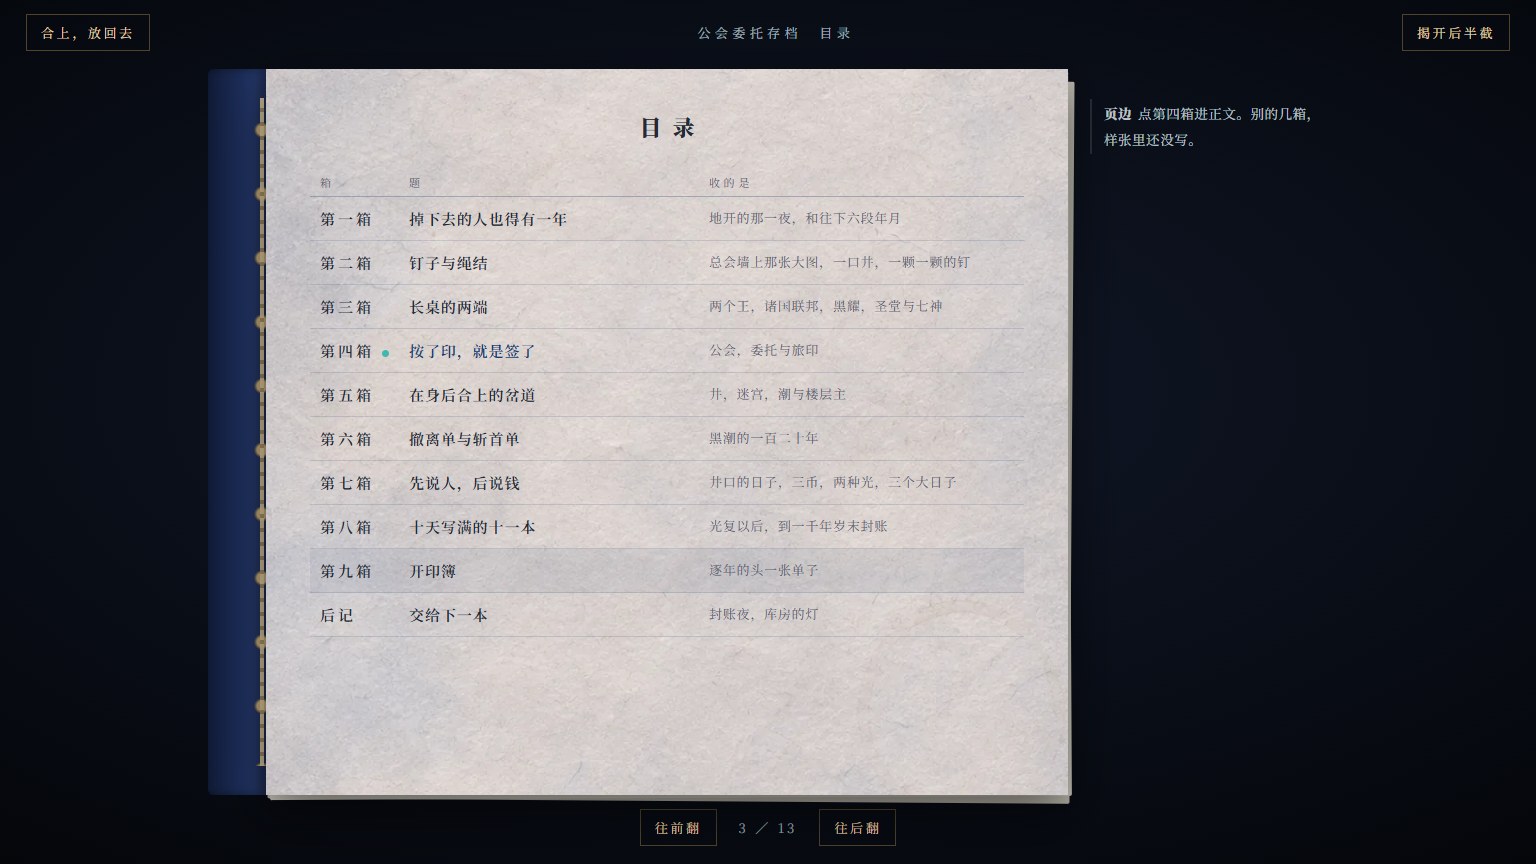 合上，放回去
公会委托存档 目录
揭开后半截
目录
箱 题 收的是
第一箱 掉下去的人也得有一年 地开的那一夜，和往下六段年月
第二箱 钉子与绳结 总会墙上那张大图，一口井，一颗一颗的钉
第三箱 长桌的两端 两个王，诸国联邦，黑耀，圣堂与七神
第四箱 按了印，就是签了 公会，委托与旅印
第五箱 在身后合上的岔道 井，迷宫，潮与楼层主
第六箱 撤离单与斩首单 黑潮的一百二十年
第七箱 先说人，后说钱 井口的日子，三币，两种光，三个大日子
第八箱 十天写满的十一本 光复以后，到一千年岁末封账
第九箱 开印簿 逐年的头一张单子
后记 交给下一本 封账夜，库房的灯
页边 点第四箱进正文。别的几箱，
样张里还没写。
往前翻 3 / 13 往后翻